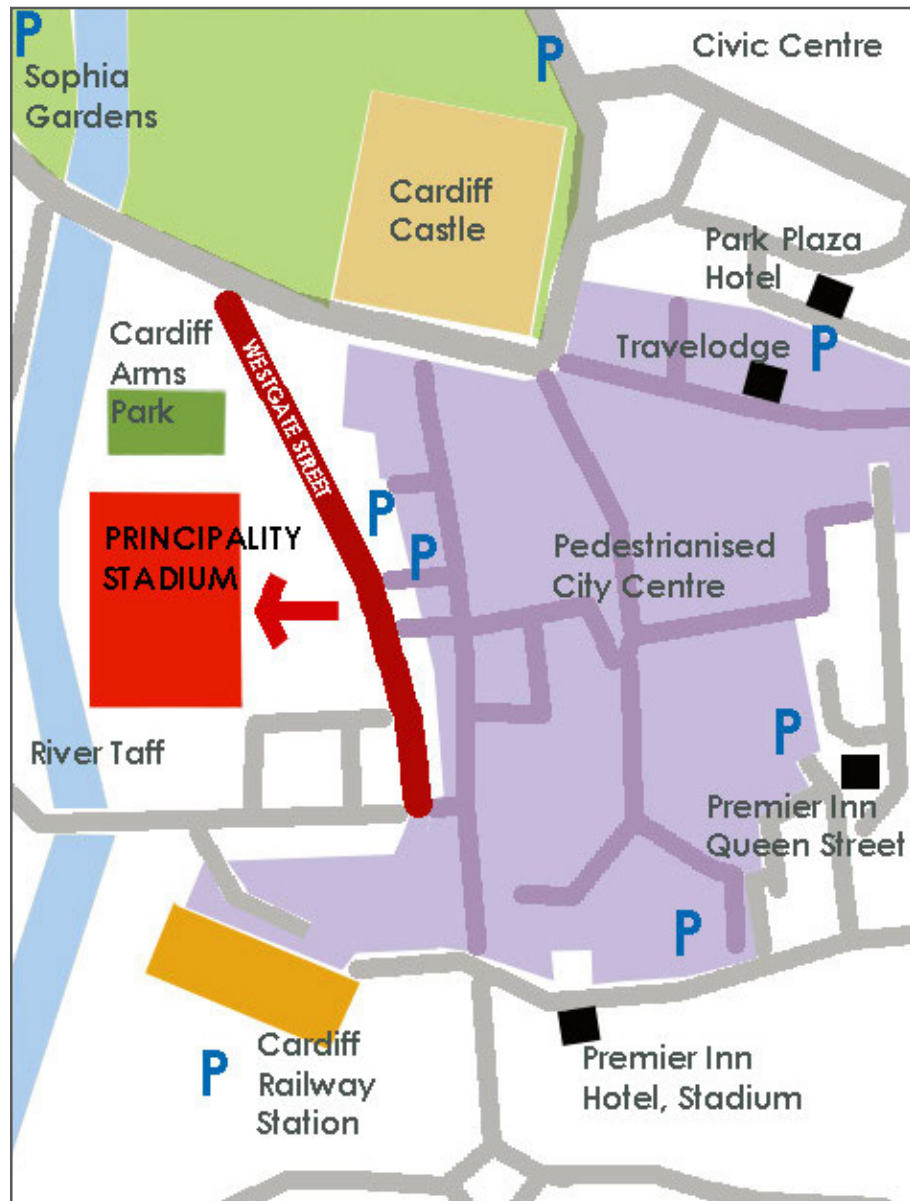 P
P
Civic Centre
Sophia
Gardens
Cardiff
Castle
Park Plaza
Hotel
Cardiff
Arms
Park
WESTGATE STREET
Travelodge
P
P
P
PRINCIPALITY
STADIUM
Pedestrianised
City Centre
River Taff
P
Premier Inn
Queen Street
P
P
Cardiff
Railway
Station
Premier Inn
Hotel, Stadium